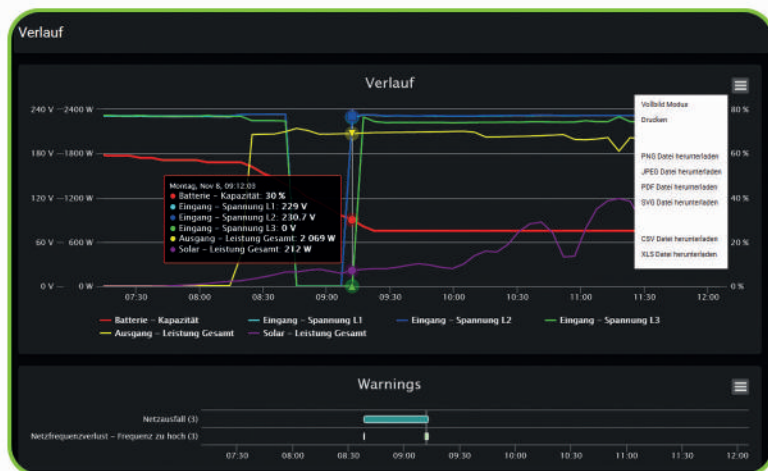 Verlauf
Verlauf
240 V 2400 W 80 %
180 V 1800 W 60 %
120 V 1200 W 40 %
60 V 600 W 20 %
0 V 0 W 0 %
Vollbild Modus
Drucken
PNG Datei herunterladen
JPEG Datei herunterladen
PDF Datei herunterladen
SVG Datei herunterladen
CSV Datei herunterladen
XLS Datei herunterladen
Montag, Nov 8, 09:12:03
Batterie - Kapazität: 30 %
Eingang - Spannung L1: 229 V
Eingang - Spannung L2: 230.7 V
Eingang - Spannung L3: 0 V
Ausgang - Leistung Gesamt: 2 069 W
Solar - Leistung Gesamt: 212 W
07:30 08:00 08:30 09:00 09:30 10:00 10:30 11:00 11:30 12:00
Batterie - Kapazität Eingang - Spannung L1 Eingang - Spannung L2 Eingang - Spannung L3
Ausgang - Leistung Gesamt Solar - Leistung Gesamt
Warnings
Netzausfall (3)
Netzfrequenzverlust - Frequenz zu hoch (3)
07:30 08:00 08:30 09:00 09:30 10:00 10:30 11:00 11:30 12:00